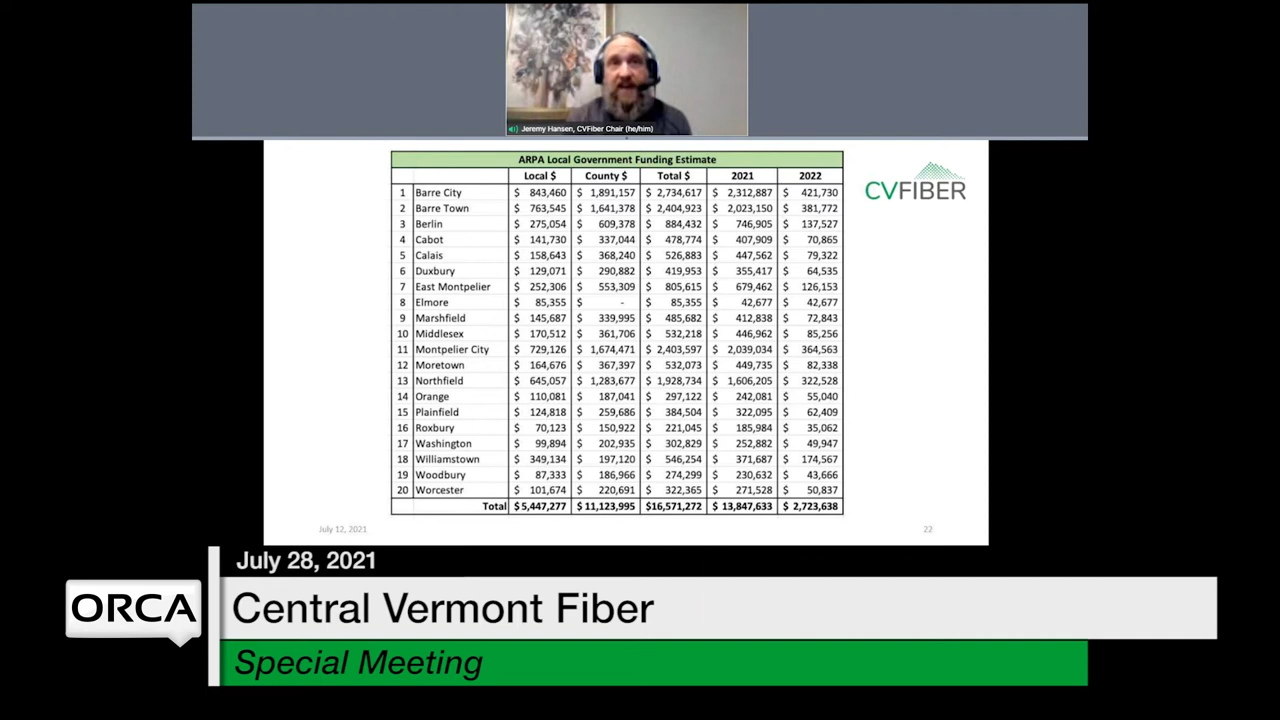 Jeremy Hansen, CVFiber Chair (he/him)
CVFIBER
ARPA Local Government Funding Estimate
Local $ County $ Total $ 2021 2022
1 Barre City $ 843,460 $ 1,891,157 $ 2,734,617 $ 2,312,887 $ 421,730
2 Barre Town $ 763,545 $ 1,641,378 $ 2,404,923 $ 2,023,150 $ 381,772
3 Berlin $ 275,054 $ 609,378 $ 884,432 $ 746,905 $ 137,527
4 Cabot $ 141,730 $ 337,044 $ 478,774 $ 407,909 $ 70,865
5 Calais $ 158,643 $ 368,240 $ 526,883 $ 447,562 $ 79,322
6 Duxbury $ 129,071 $ 290,882 $ 419,953 $ 355,417 $ 64,535
7 East Montpelier $ 252,306 $ 553,309 $ 805,615 $ 679,462 $ 126,153
8 Elmore $ 85,355 $ - $ 85,355 $ 42,677 $ 42,677
9 Marshfield $ 145,687 $ 339,995 $ 485,682 $ 412,838 $ 72,843
10 Middlesex $ 170,512 $ 361,706 $ 532,218 $ 446,962 $ 85,256
11 Montpelier City $ 729,126 $ 1,674,471 $ 2,403,597 $ 2,039,034 $ 364,563
12 Moretown $ 164,676 $ 367,397 $ 532,073 $ 449,735 $ 82,338
13 Northfield $ 645,057 $ 1,283,677 $ 1,928,734 $ 1,606,205 $ 322,528
14 Orange $ 110,081 $ 187,041 $ 297,122 $ 242,081 $ 55,040
15 Plainfield $ 124,818 $ 259,686 $ 384,504 $ 322,095 $ 62,409
16 Roxbury $ 70,123 $ 150,922 $ 221,045 $ 185,984 $ 35,062
17 Washington $ 99,894 $ 202,935 $ 302,829 $ 252,882 $ 49,947
18 Williamstown $ 349,134 $ 197,120 $ 546,254 $ 371,687 $ 174,567
19 Woodbury $ 87,333 $ 186,966 $ 274,299 $ 230,632 $ 43,666
20 Worcester $ 101,674 $ 220,691 $ 322,365 $ 271,528 $ 50,837
Total $ 5,447,277 $ 11,123,995 $16,571,272 $ 13,847,633 $ 2,723,638
July 12, 2021 22
July 28, 2021
ORCA
Central Vermont Fiber
Special Meeting